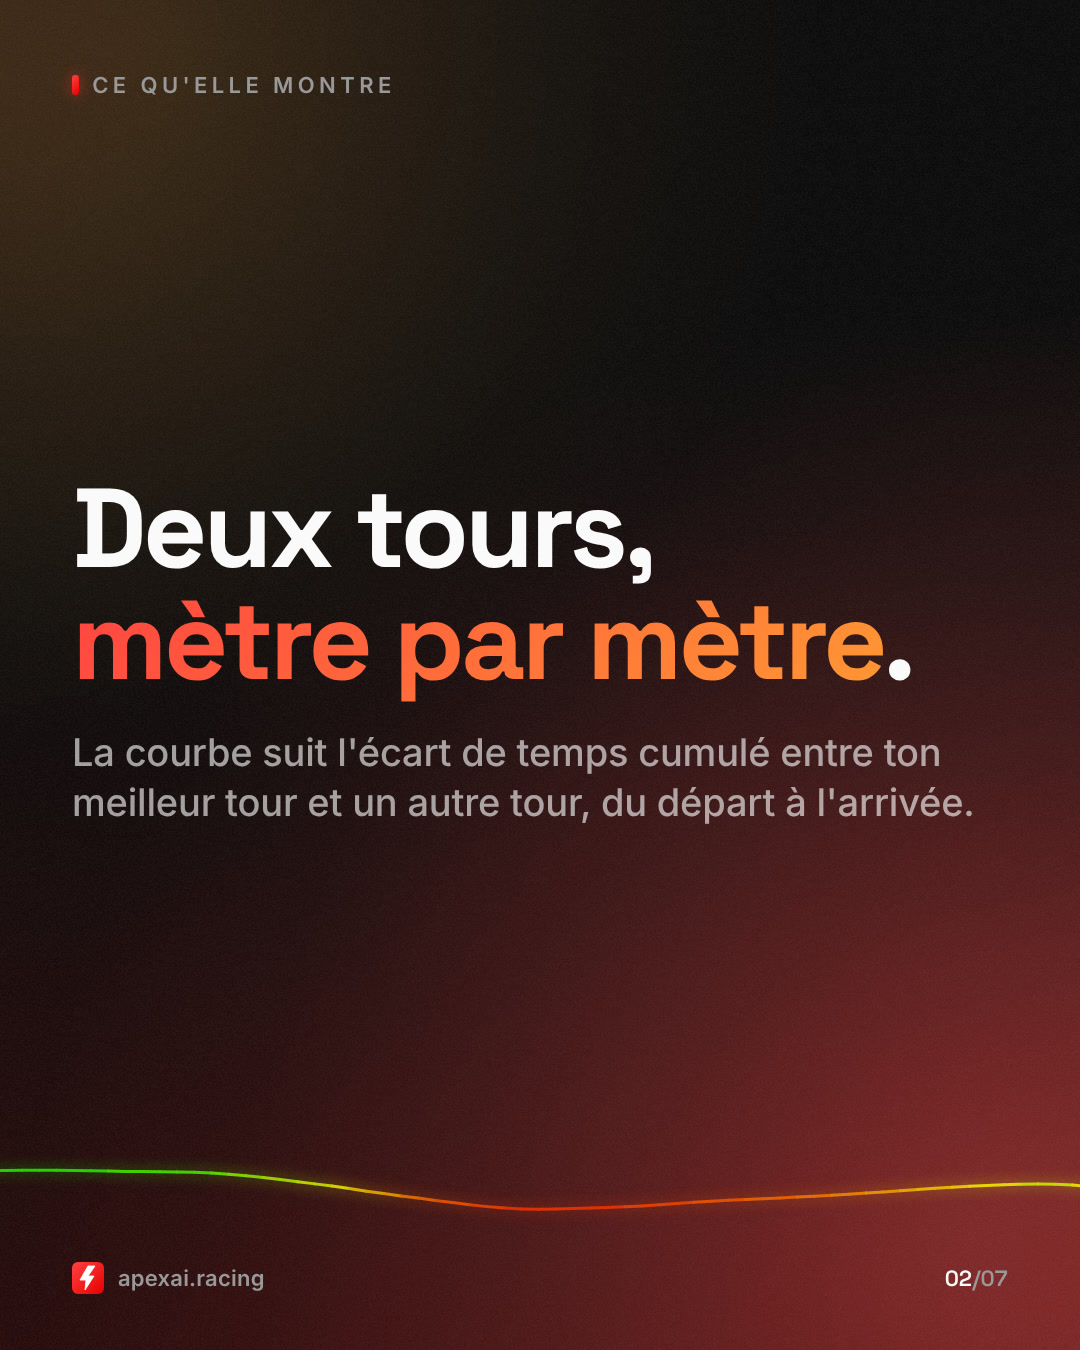 CE QU'ELLE MONTRE
Deux tours,
mètre par mètre.
La courbe suit l'écart de temps cumulé entre ton
meilleur tour et un autre tour, du départ à l'arrivée.
apexai.racing
02/07